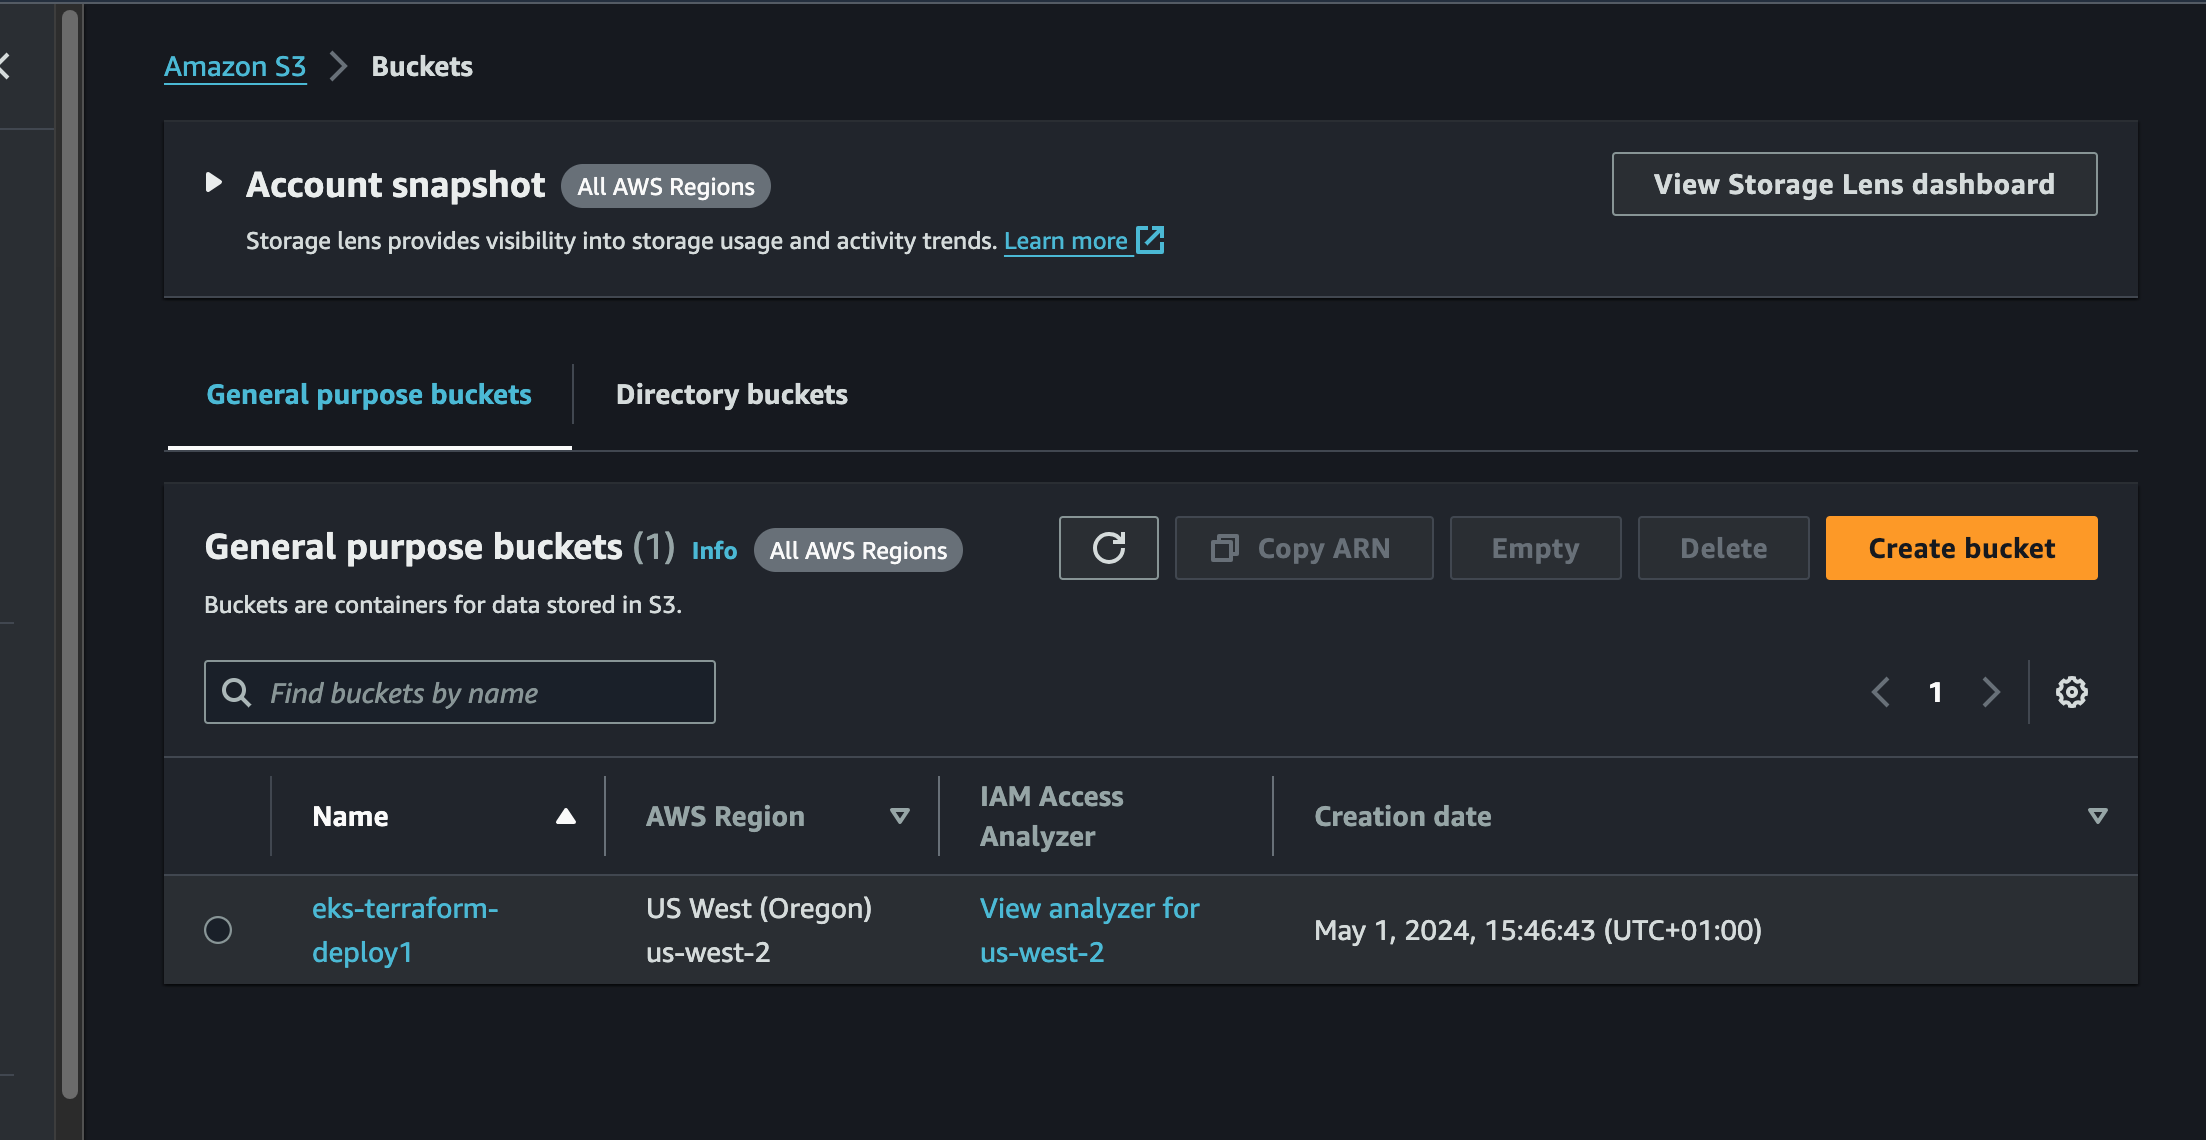 Amazon S3 Buckets
Account snapshot All AWS Regions
View Storage Lens dashboard
Storage lens provides visibility into storage usage and activity trends. Learn more
General purpose buckets Directory buckets
General purpose buckets (1) Info All AWS Regions
Copy ARN Empty Delete Create bucket
Buckets are containers for data stored in S3.
Find buckets by name
1
Name AWS Region IAM Access
Analyzer Creation date
eks-terraform-
deploy1
US West (Oregon)
us-west-2
View analyzer for
us-west-2
May 1, 2024, 15:46:43 (UTC+01:00)